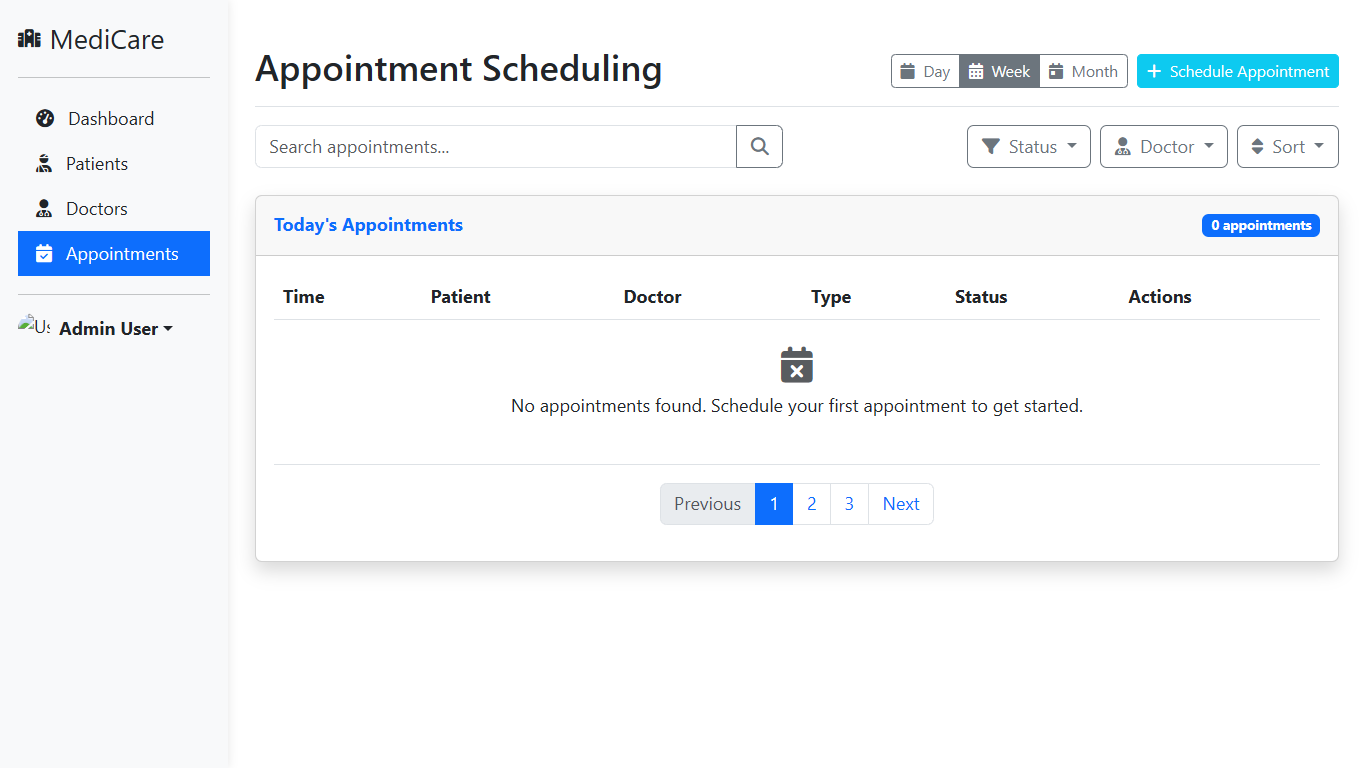 MediCare
Dashboard
Patients
Doctors
Appointments
Us
Admin User
Appointment Scheduling
Day Week Month
Schedule Appointment
Search appointments...
Status Doctor Sort
Today's Appointments
0 appointments
Time Patient Doctor Type Status Actions
No appointments found. Schedule your first appointment to get started.
Previous 1 2 3 Next